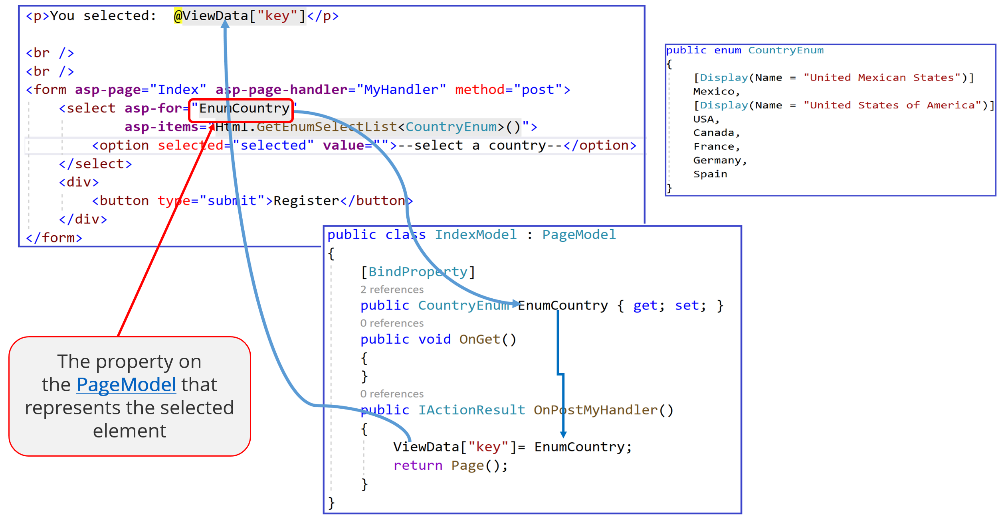 <p>You selected:  @ViewData["key"]</p>
<br />
<br />
<form asp-page="Index" asp-page-handler="MyHandler" method="post">
<select asp-for="EnumCountry"
asp-items="Html.GetEnumSelectList<CountryEnum>()">
<option selected="selected" value="">--select a country--</option>
</select>
<div>
<button type="submit">Register</button>
</div>
</form>
public enum CountryEnum
{
[Display(Name = "United Mexican States")]
Mexico,
[Display(Name = "United States of America")]
USA,
Canada,
France,
Germany,
Spain
}
public class IndexModel : PageModel
{
[BindProperty]
2 references
public CountryEnum EnumCountry { get; set; }
0 references
public void OnGet()
{
}
0 references
public IActionResult OnPostMyHandler()
{
ViewData["key"]= EnumCountry;
return Page();
}
}
The property on
the PageModel that
represents the selected
element